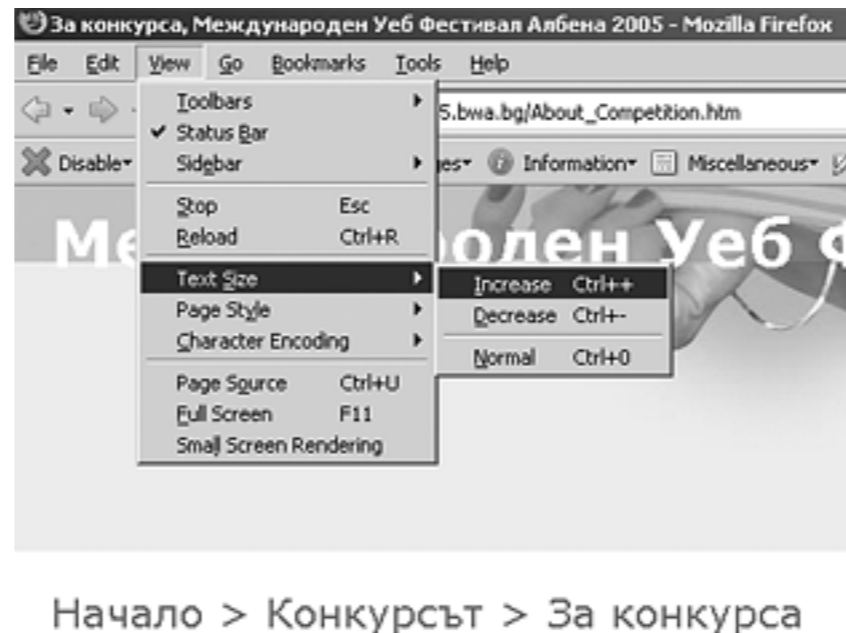 За конкурса, Международен Уеб Фестивал Албена 2005 - Mozilla Firefox
File Edit View Go Bookmarks Tools Help
5.bwa.bg/About_Competition.htm
Disable Information Miscellaneous
Toolbars
✔ Status Bar
Sidebar
Stop Esc
Reload Ctrl+R
Text Size
Page Style
Character Encoding
Page Source Ctrl+U
Full Screen F11
Small Screen Rendering
Increase Ctrl++
Decrease Ctrl+-
Normal Ctrl+0
Уеб
Начало > Конкурсът > За конкурса